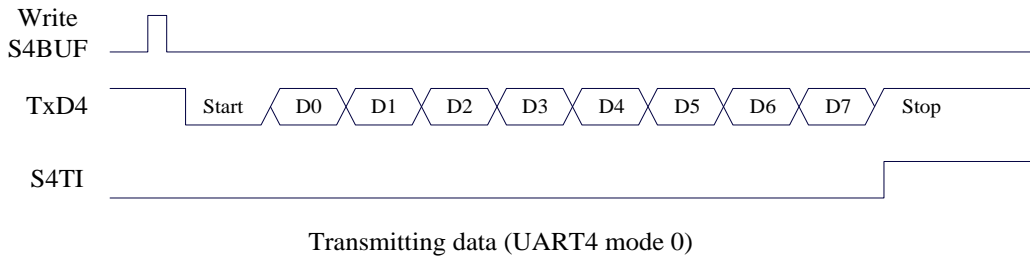 Write
S4BUF
TxD4 Start D0 D1 D2 D3 D4 D5 D6 D7 Stop
S4TI
Transmitting data (UART4 mode 0)